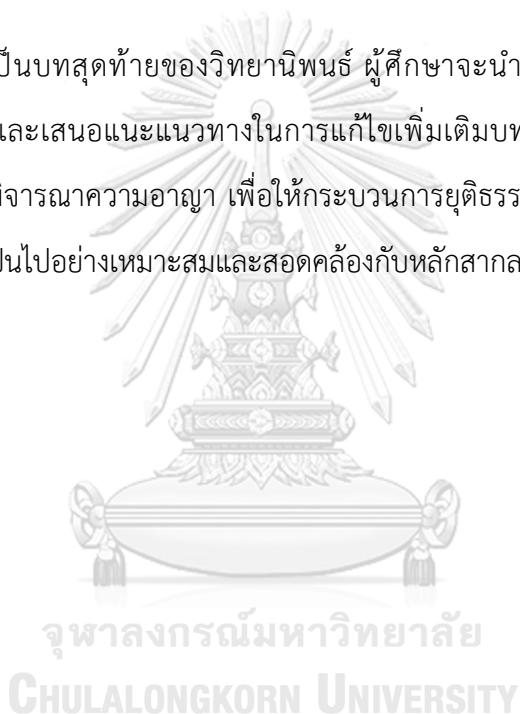 เป็นบทสุดท้ายของวิทยานิพนธ์ ผู้ศึกษาจะนำ
และเสนอแนะแนวทางในการแก้ไขเพิ่มเติมบท
พิจารณาความอาญา เพื่อให้กระบวนการยุติธรร
เป็นไปอย่างเหมาะสมและสอดคล้องกับหลักสากล
จุฬาลงกรณ์มหาวิทยาลัย
CHULALONGKORN UNIVERSITY